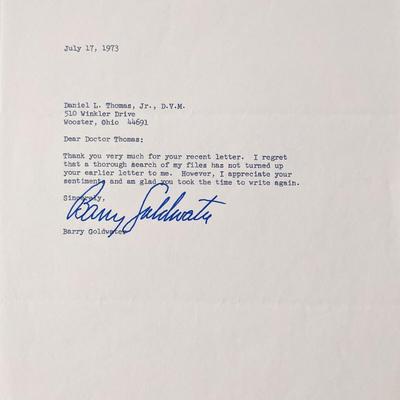 July 17, 1973
Daniel L. Thomas, Jr., D.V.M.
510 Winkler Drive
Wooster, Ohio 44691
Dear Doctor Thomas:
Thank you very much for your recent letter. I regret
that a thorough search of my files has not turned up
your earlier letter to me. However, I appreciate your
sentiments and am glad you took the time to write again.
Sincerely,
Barry Goldwater
Barry Goldwater